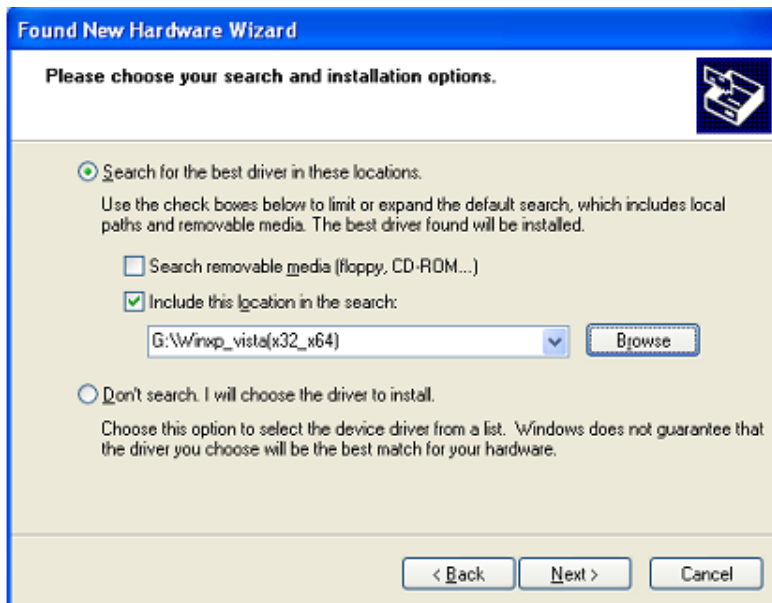 Found New Hardware Wizard
Please choose your search and installation options.
Search for the best driver in these locations.
Use the check boxes below to limit or expand the default search, which includes local
paths and removable media. The best driver found will be installed.
Search removable media (floppy, CD-ROM...)
Include this location in the search:
G:\Winxp_vista(x32_x64)
Browse
Don't search. I will choose the driver to install.
Choose this option to select the device driver from a list. Windows does not guarantee that
the driver you choose will be the best match for your hardware.
< Back
Next >
Cancel